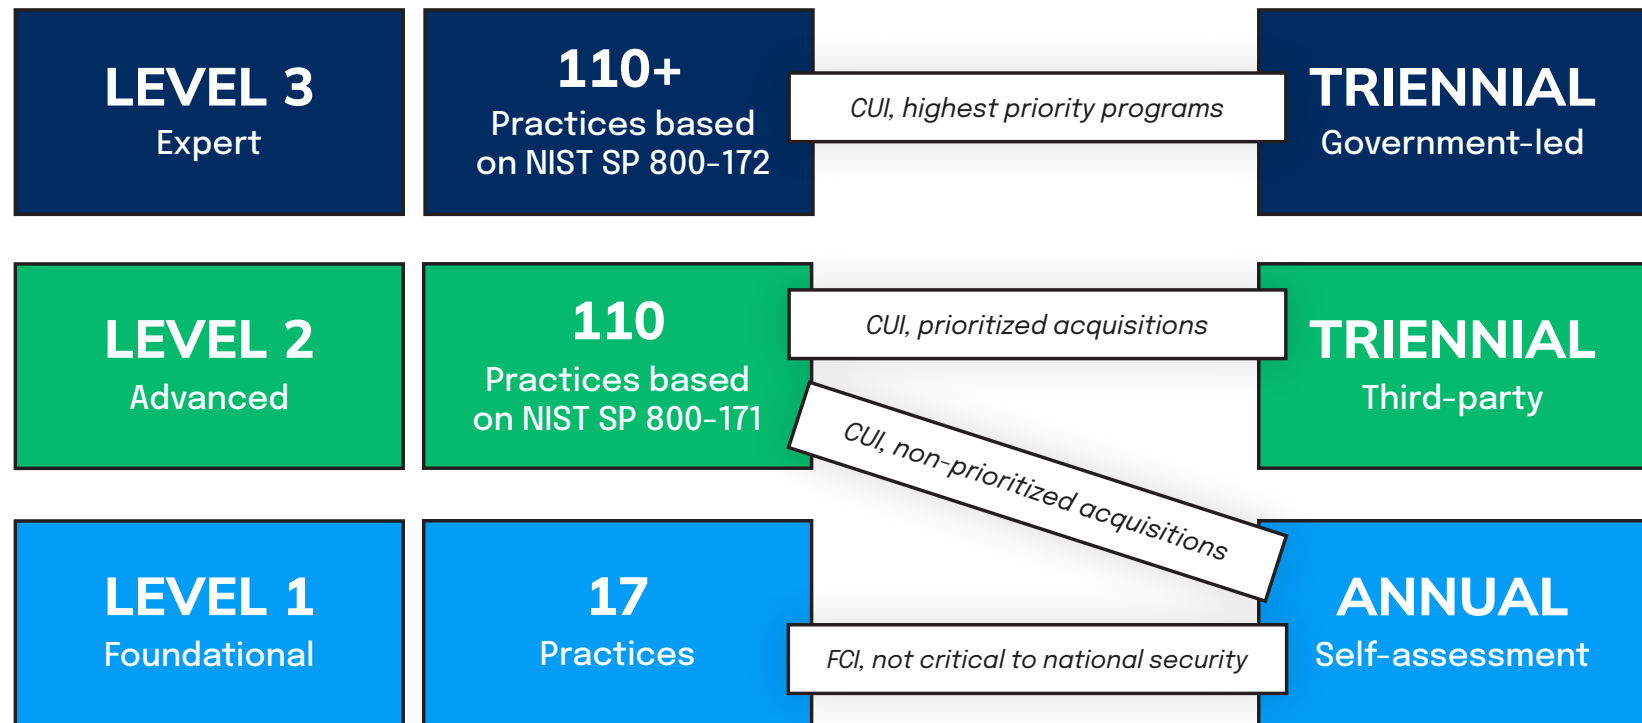 LEVEL 3
Expert
110+
Practices based
on NIST SP 800-172
CUI, highest priority programs
TRIENNIAL
Government-led
LEVEL 2
Advanced
110
Practices based
on NIST SP 800-171
CUI, prioritized acquisitions
TRIENNIAL
Third-party
CUI, non-prioritized acquisitions
LEVEL 1
Foundational
17
Practices
FCI, not critical to national security
ANNUAL
Self-assessment